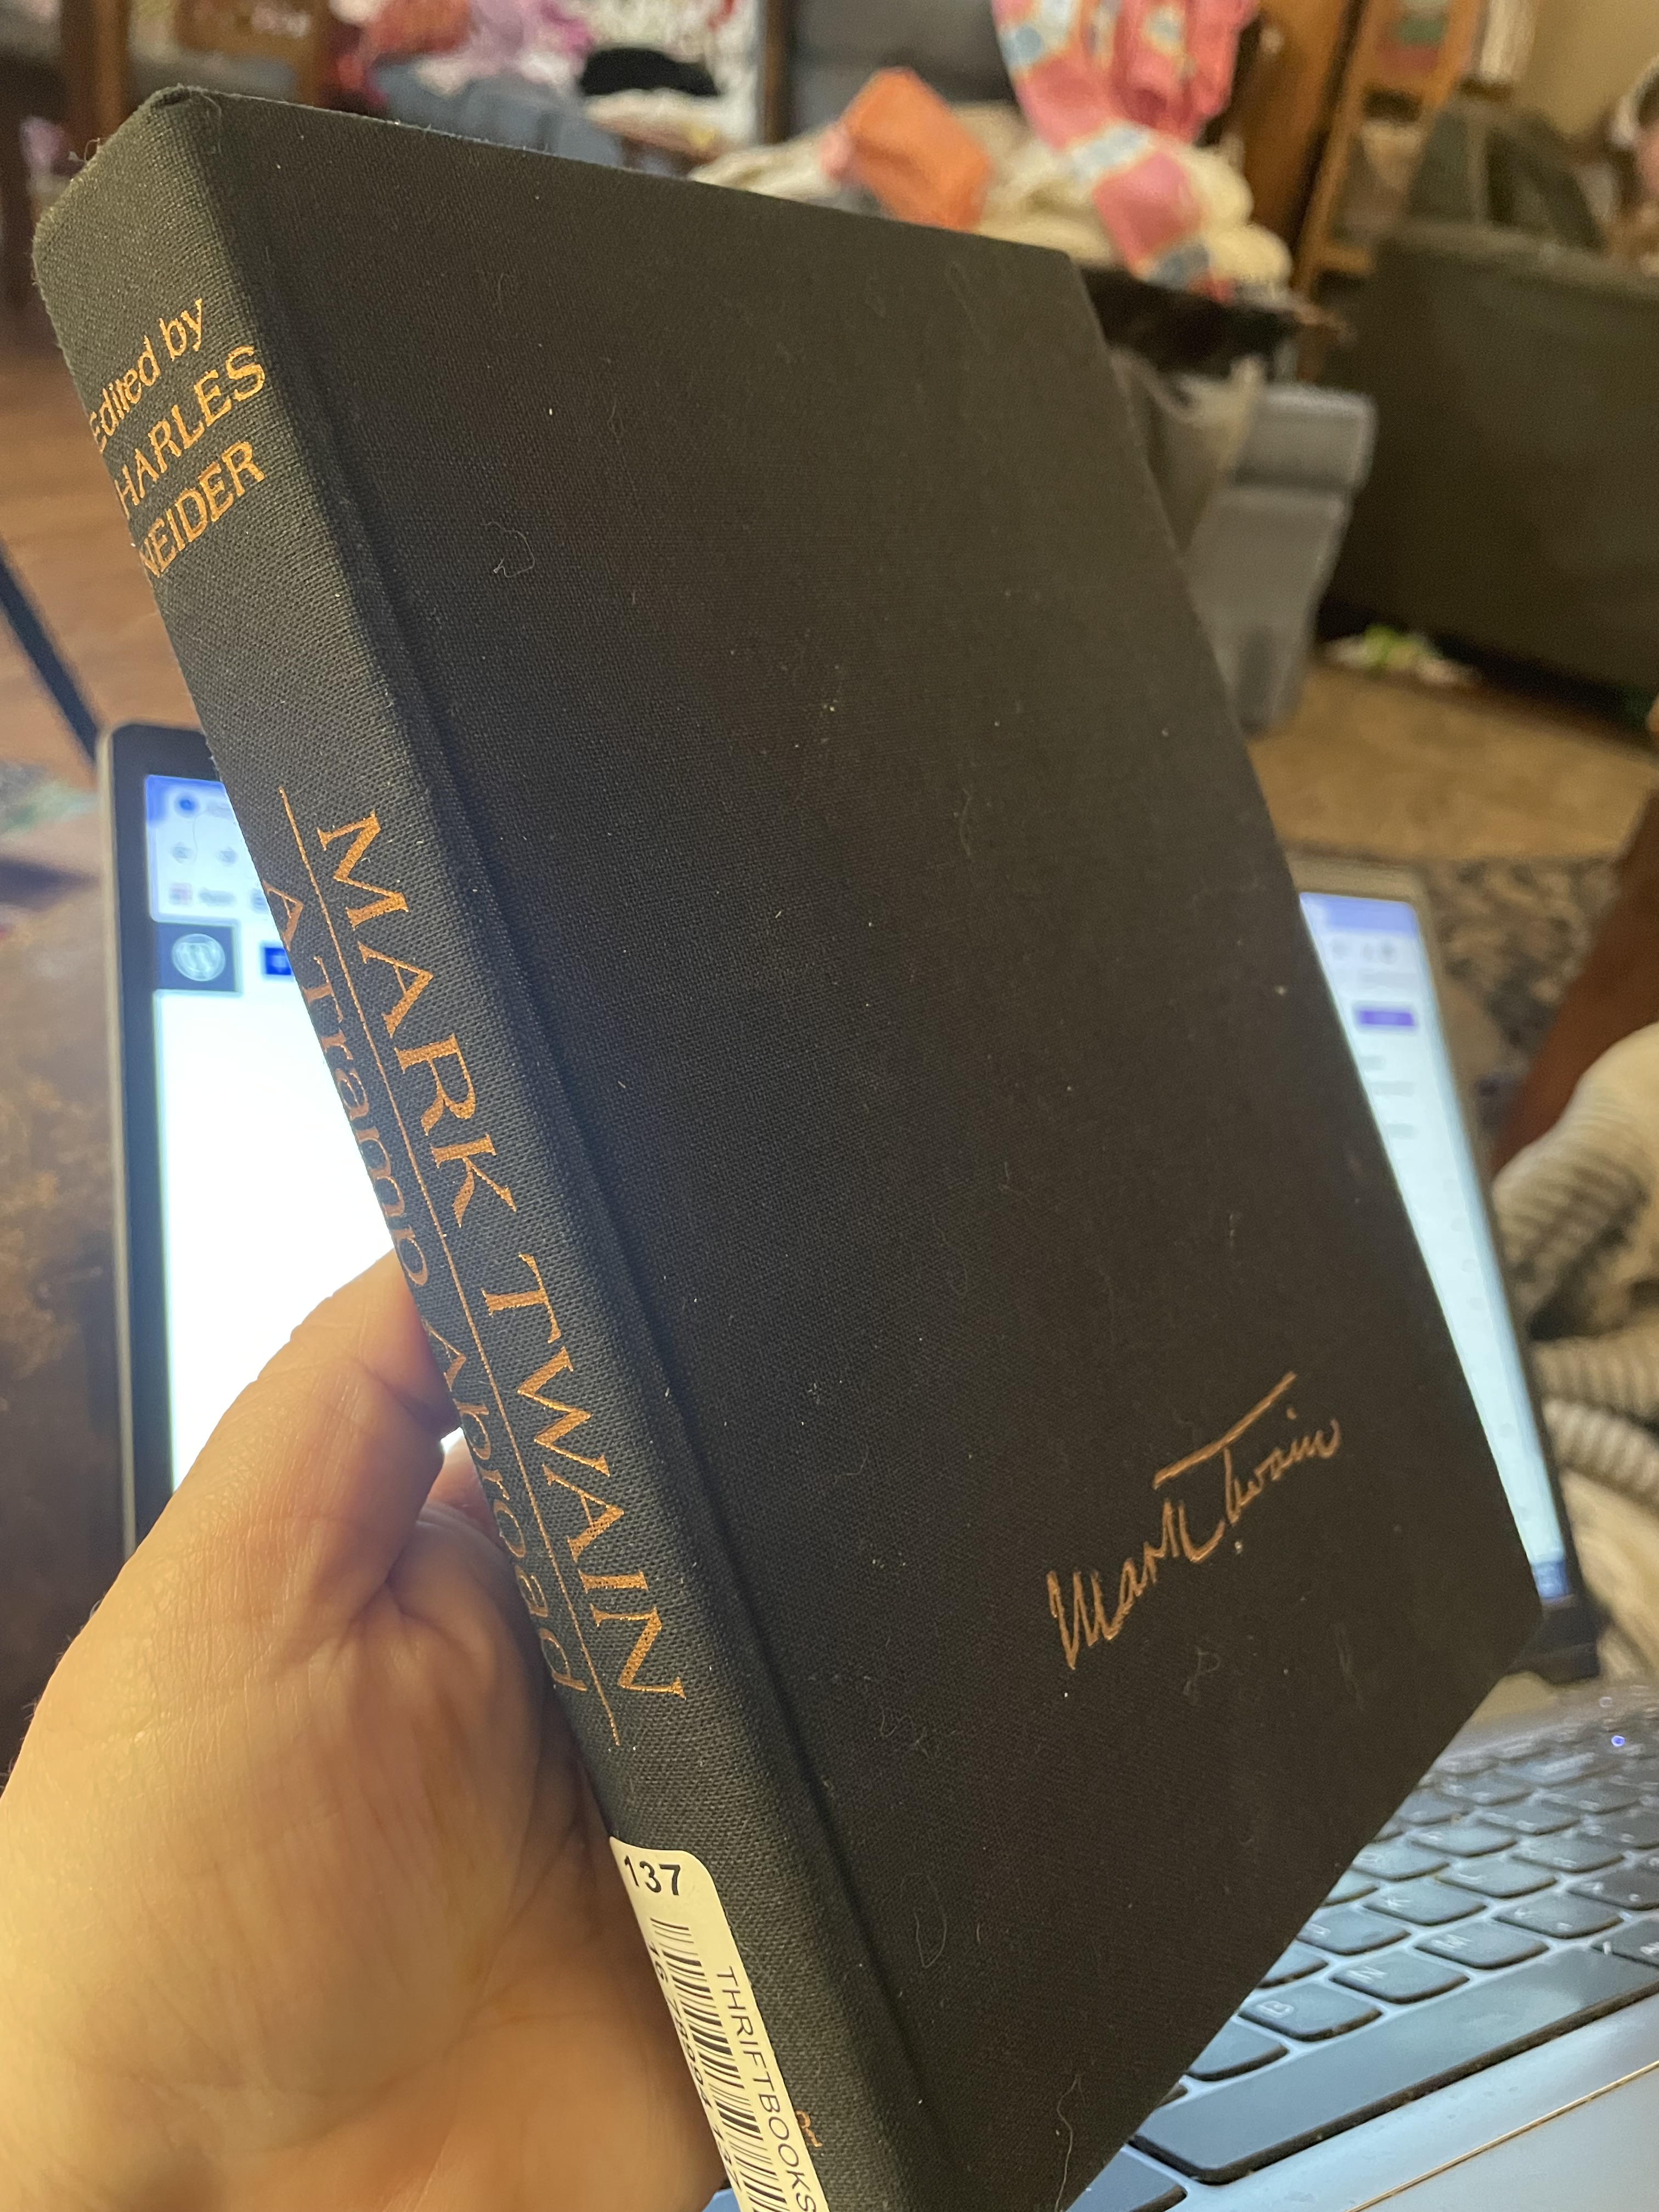 Edited by
CHARLES
NEIDER
MARK TWAIN
A Tramp Abroad
Mark Twain
137
THRIFTBOOKS